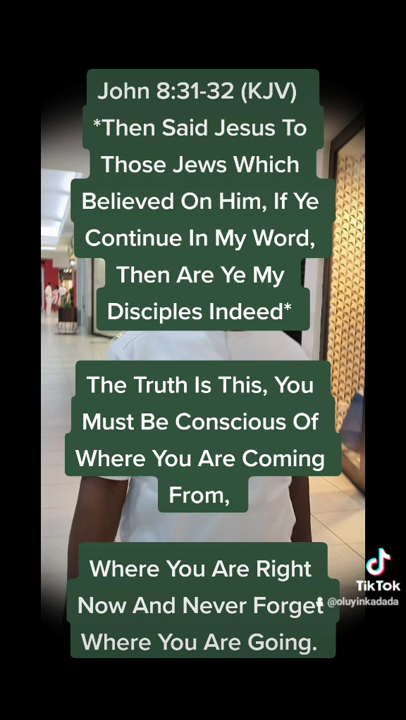 John 8:31-32 (KJV)
*Then Said Jesus To
Those Jews Which
Believed On Him, If Ye
Continue In My Word,
Then Are Ye My
Disciples Indeed*
The Truth Is This, You
Must Be Conscious Of
Where You Are Coming
From,
Where You Are Right
Now And Never Forget
Where You Are Going.
TikTok
@oluyinkadada